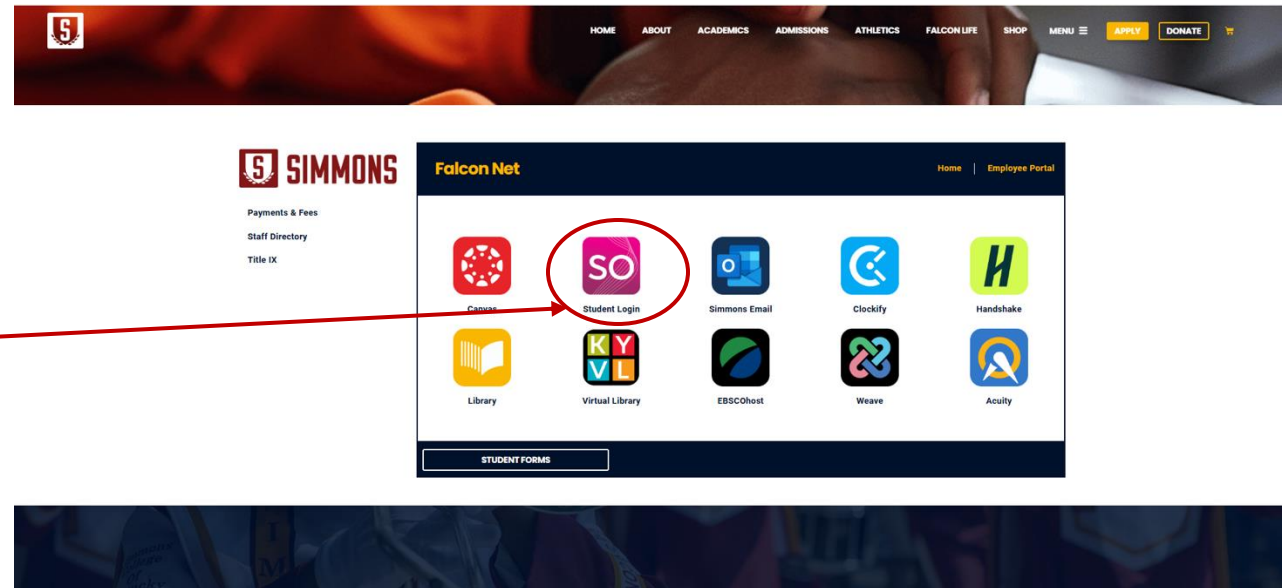 S HOME ABOUT ACADEMICS ADMISSIONS ATHLETICS FALCON LIFE SHOP MENU APPLY DONATE
S SIMMONS
Payments & Fees
Staff Directory
Title IX
Falcon Net Home | Employee Portal
SO
O
H
Canvas Student Login Simmons Email Clockify Handshake
KY
VL
Library Virtual Library EBSCOhost Weave Acuity
STUDENT FORMS